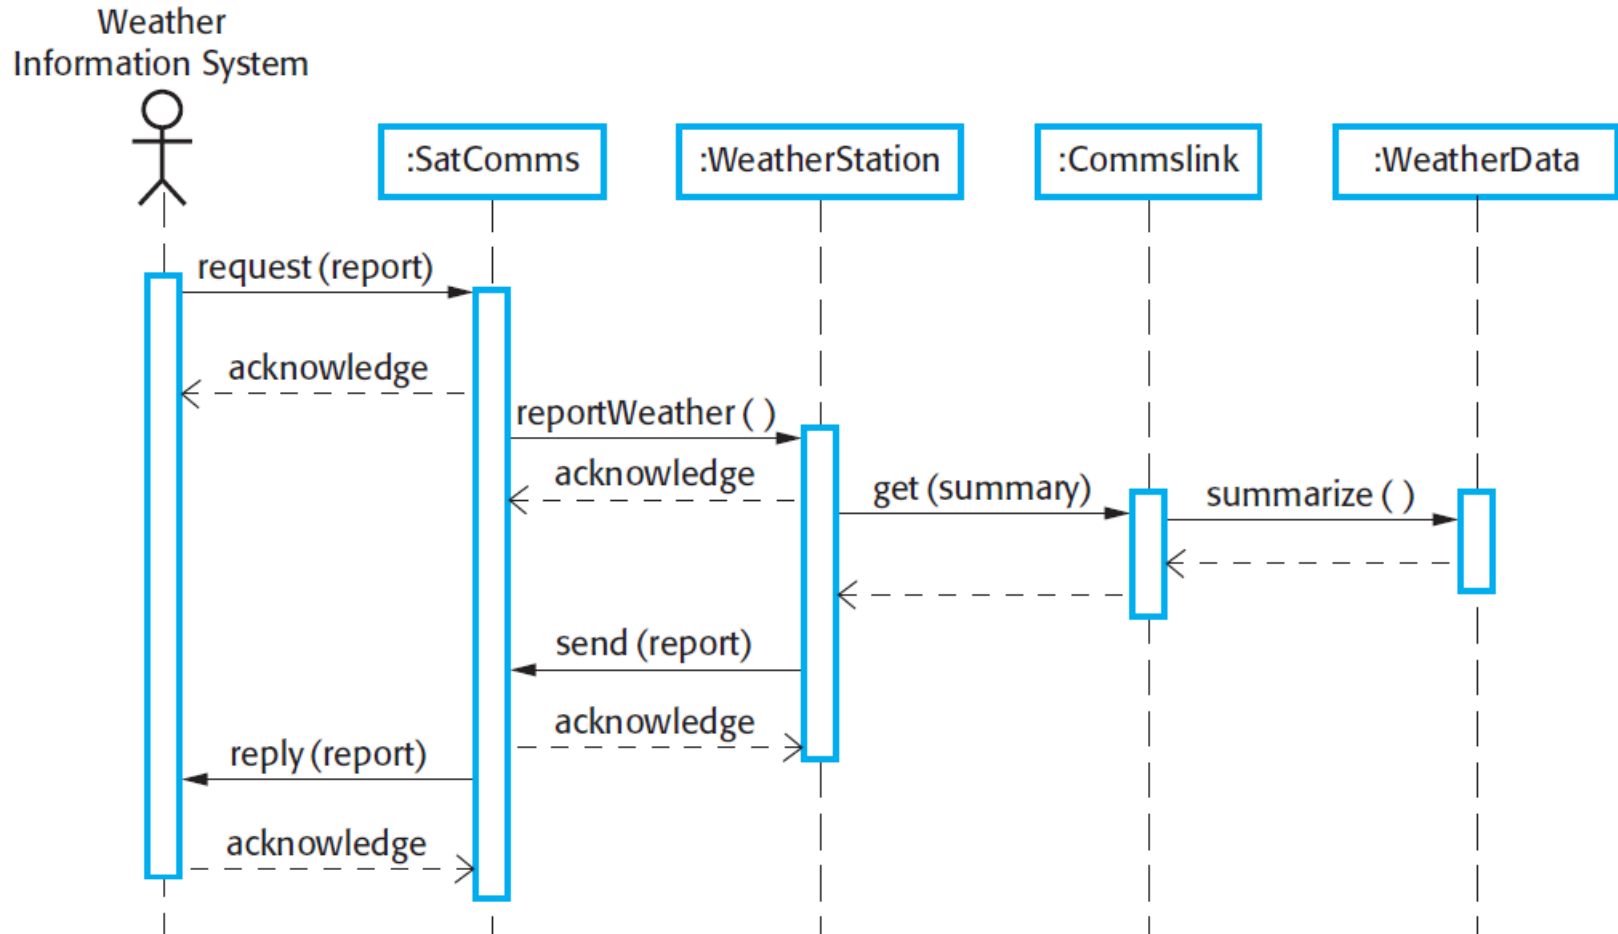 Weather
Information System
:SatComms
:WeatherStation
:Commslink
:WeatherData
request (report)
acknowledge
reportWeather ( )
acknowledge
get (summary)
summarize ( )
send (report)
acknowledge
reply (report)
acknowledge